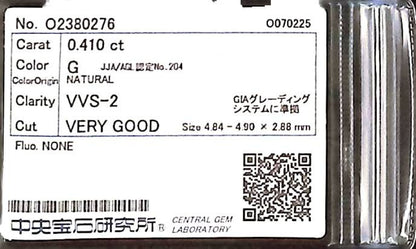 No. O2380276 O070225
Carat 0.410 ct
Color G JJA/AGL認定No.204
ColorOrigin NATURAL
Clarity VVS-2 GIAグレーディング
システムに準拠
Cut VERY GOOD Size 4.84 - 4.90 × 2.88 mm
Fluo. NONE
中央宝石研究所® CENTRAL GEM
LABORATORY